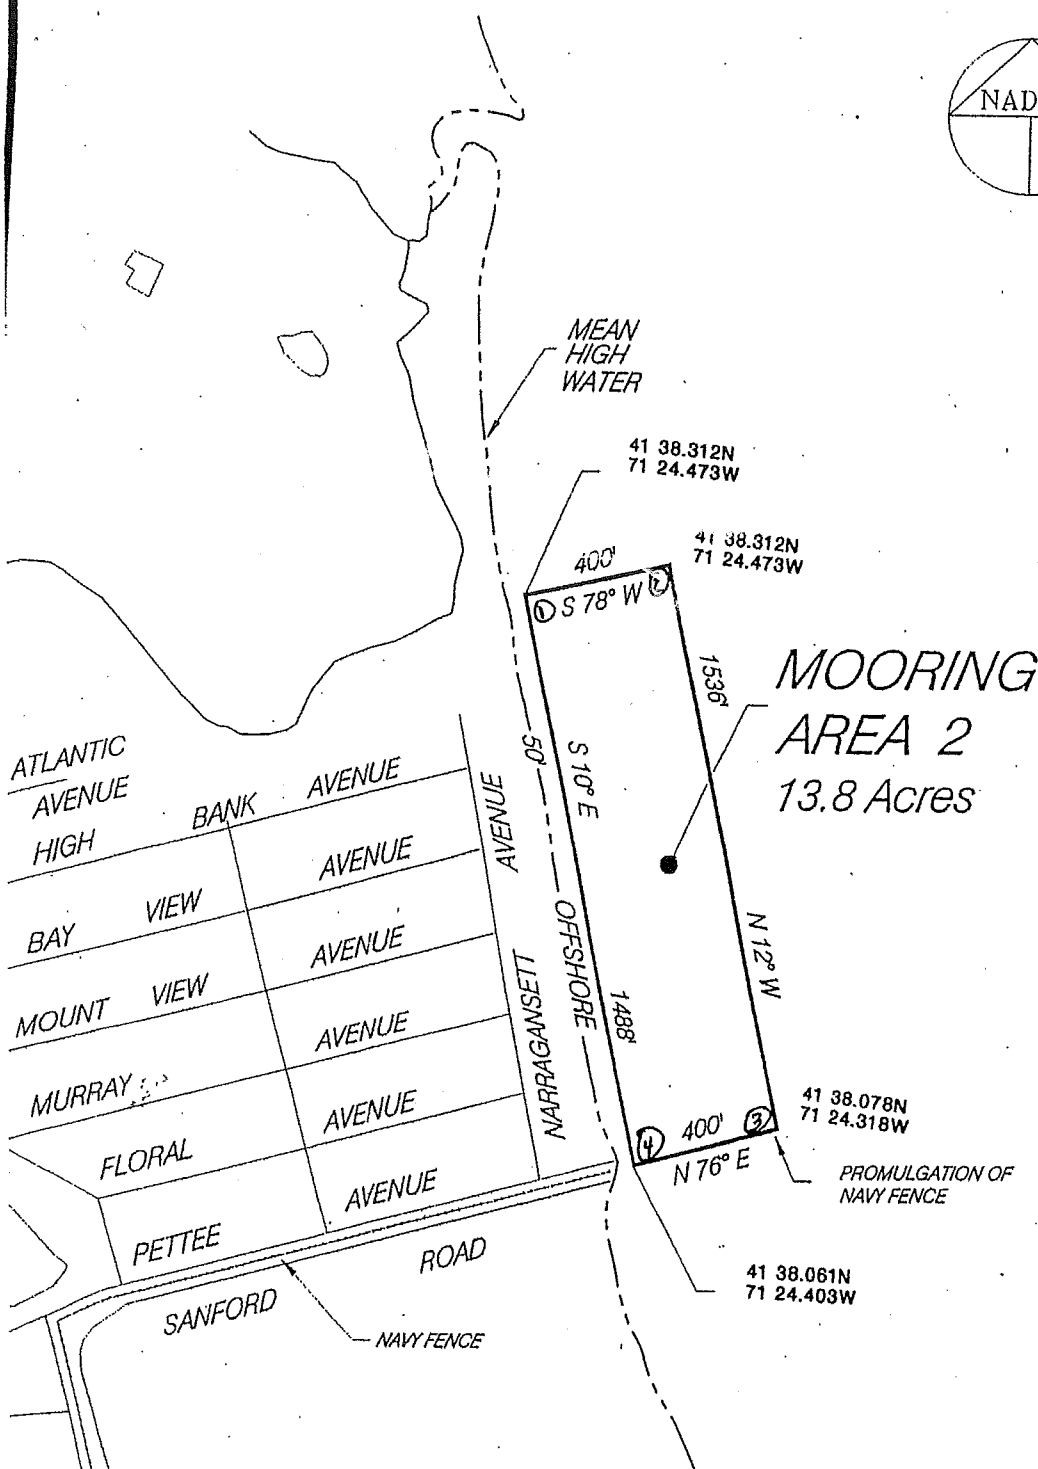 NAD
MEAN
HIGH
WATER
41 38.312N
71 24.473W
41 38.312N
71 24.473W
400'
1 S 78° W 2
1536'
MOORING
AREA 2
13.8 Acres
50'
S 10° E
OFFSHORE
1488'
N 12° W
ATLANTIC
AVENUE
HIGH BANK AVENUE
NARRAGANSETT AVENUE
BAY VIEW AVENUE
MOUNT VIEW AVENUE
MURRAY AVENUE
FLORAL AVENUE
PETTEE AVENUE
SANFORD ROAD
NAVY FENCE
41 38.078N
71 24.318W
4 400' 3
N 76° E
PROMULGATION OF
NAVY FENCE
41 38.061N
71 24.403W